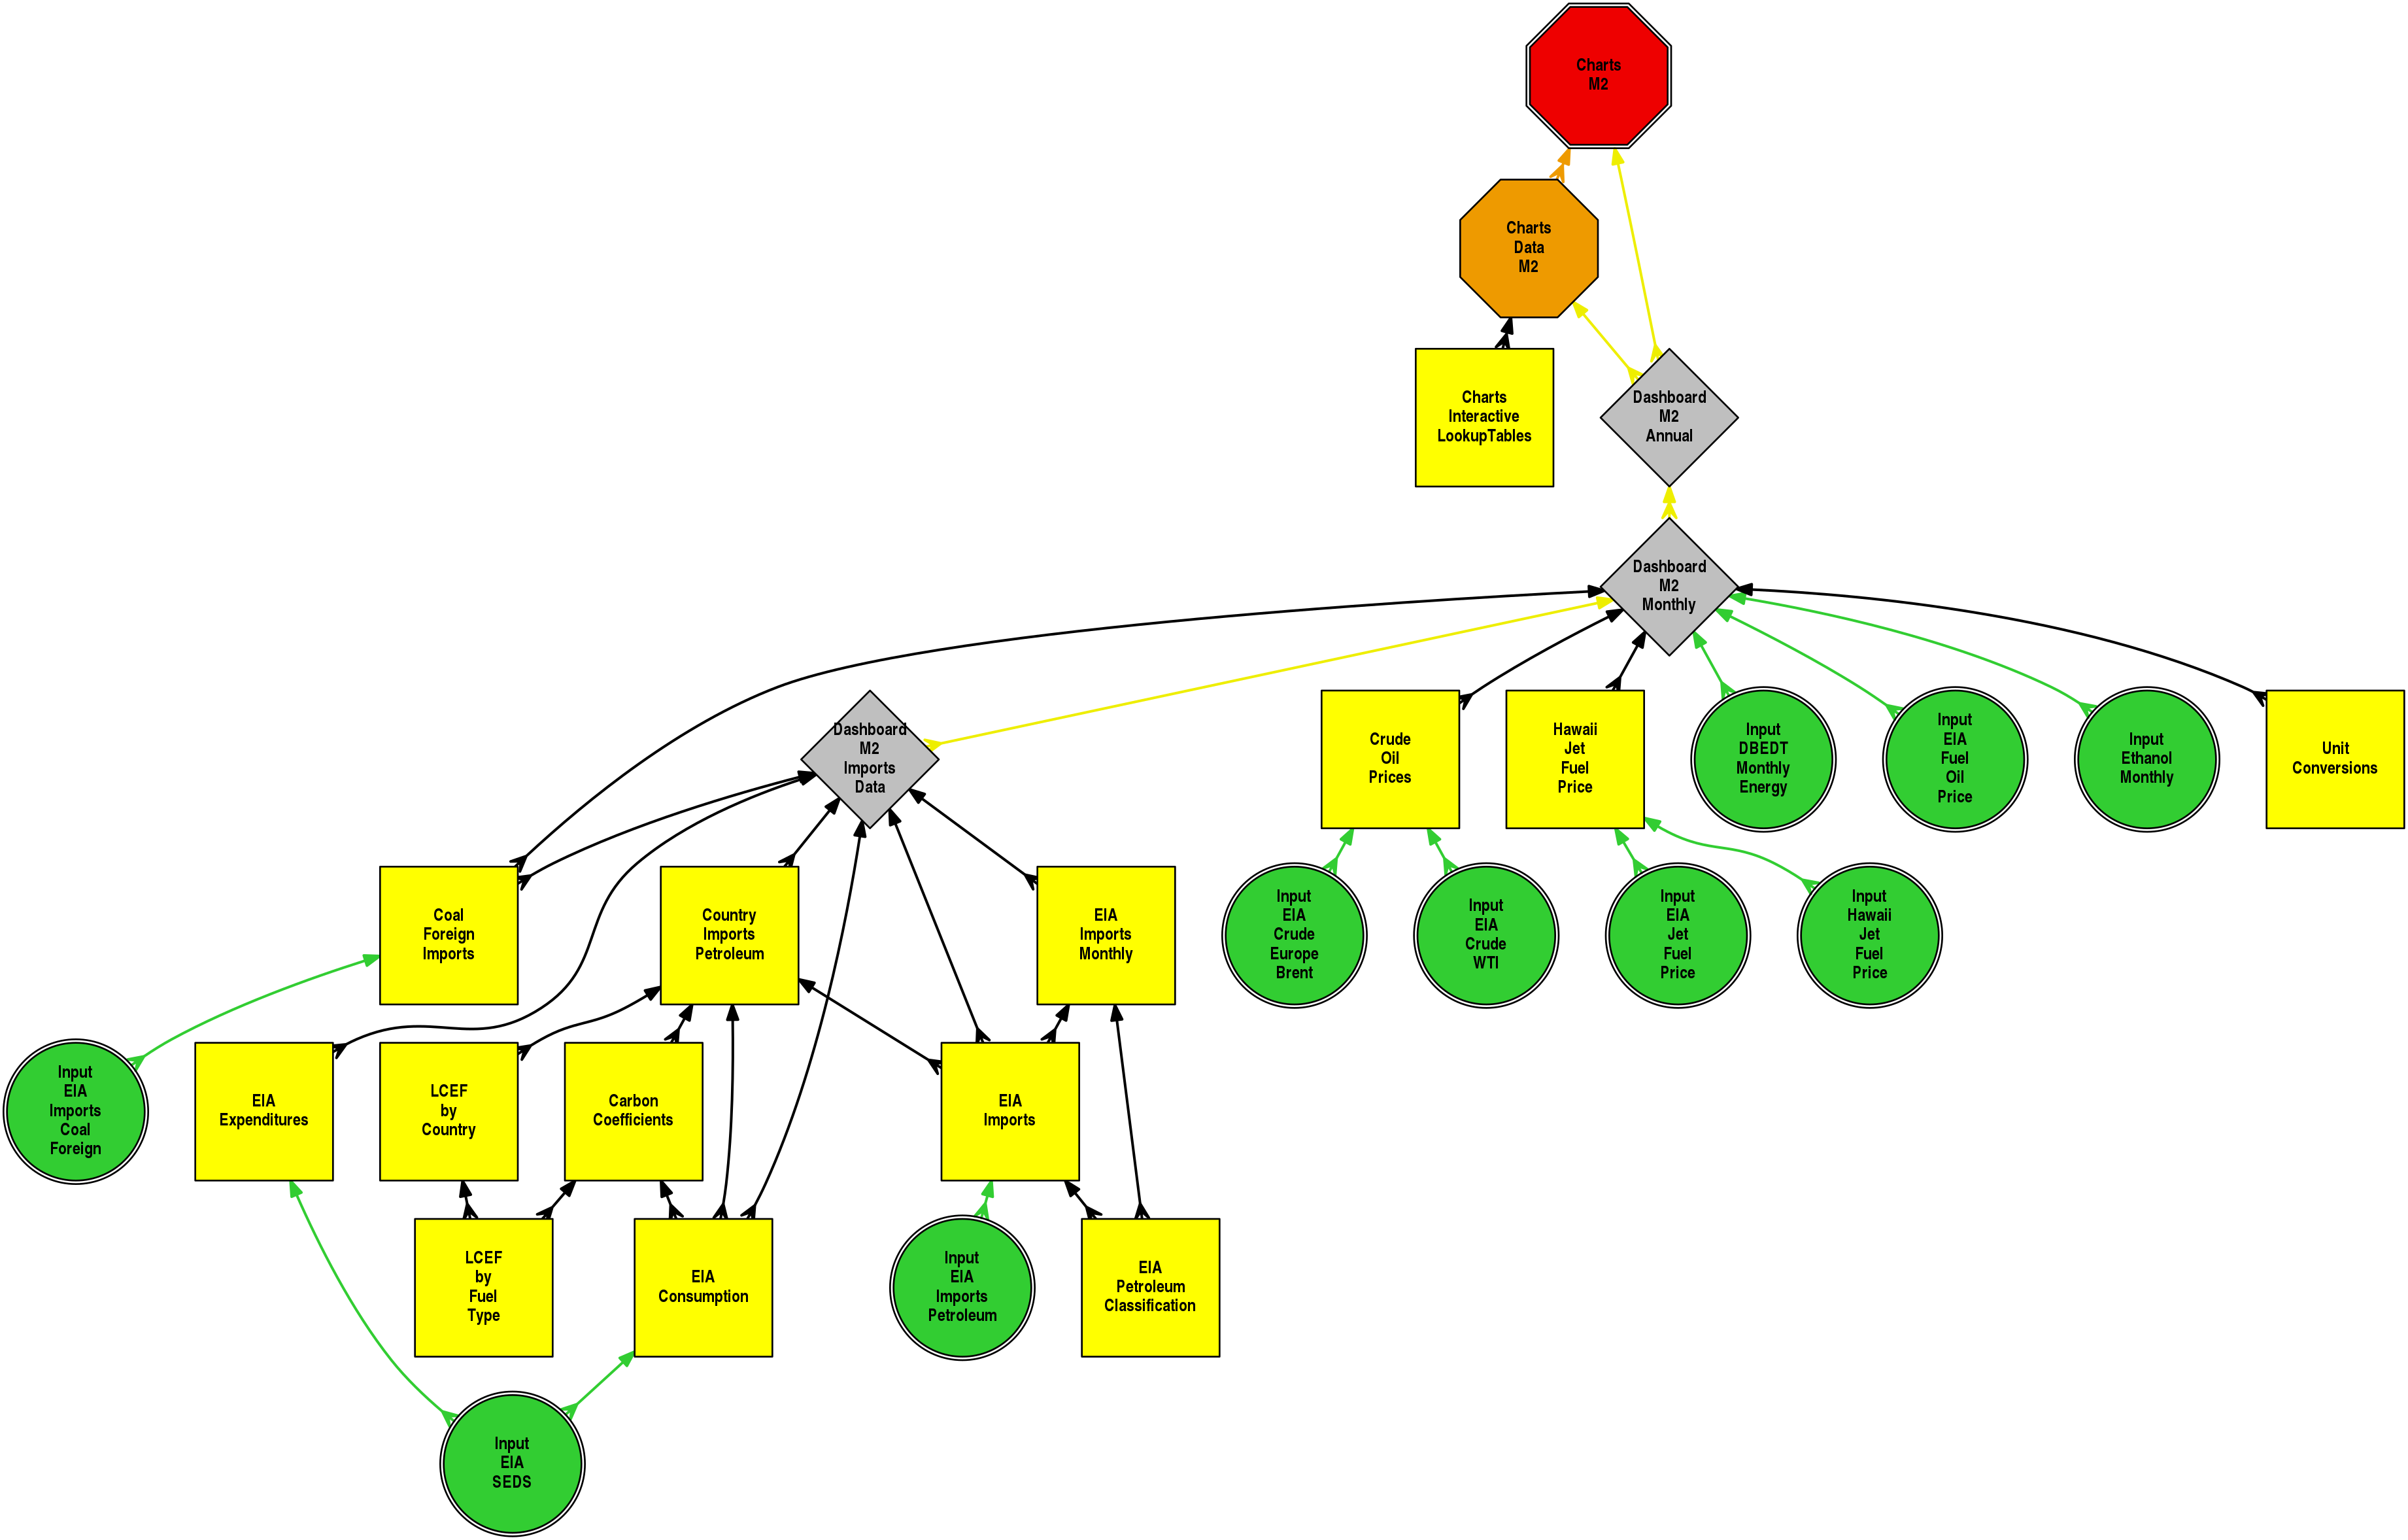 Charts
M2
Charts
Data
M2
Charts
Interactive
LookupTables
Dashboard
M2
Annual
Dashboard
M2
Monthly
Dashboard
M2
Imports
Data
Crude
Oil
Prices
Hawaii
Jet
Fuel
Price
Input
DBEDT
Monthly
Energy
Input
EIA
Fuel
Oil
Price
Input
Ethanol
Monthly
Unit
Conversions
Coal
Foreign
Imports
Country
Imports
Petroleum
EIA
Imports
Monthly
Input
EIA
Crude
Europe
Brent
Input
EIA
Crude
WTI
Input
EIA
Jet
Fuel
Price
Input
Hawaii
Jet
Fuel
Price
Input
EIA
Imports
Coal
Foreign
EIA
Expenditures
LCEF
by
Country
Carbon
Coefficients
EIA
Imports
LCEF
by
Fuel
Type
EIA
Consumption
Input
EIA
Imports
Petroleum
EIA
Petroleum
Classification
Input
EIA
SEDS